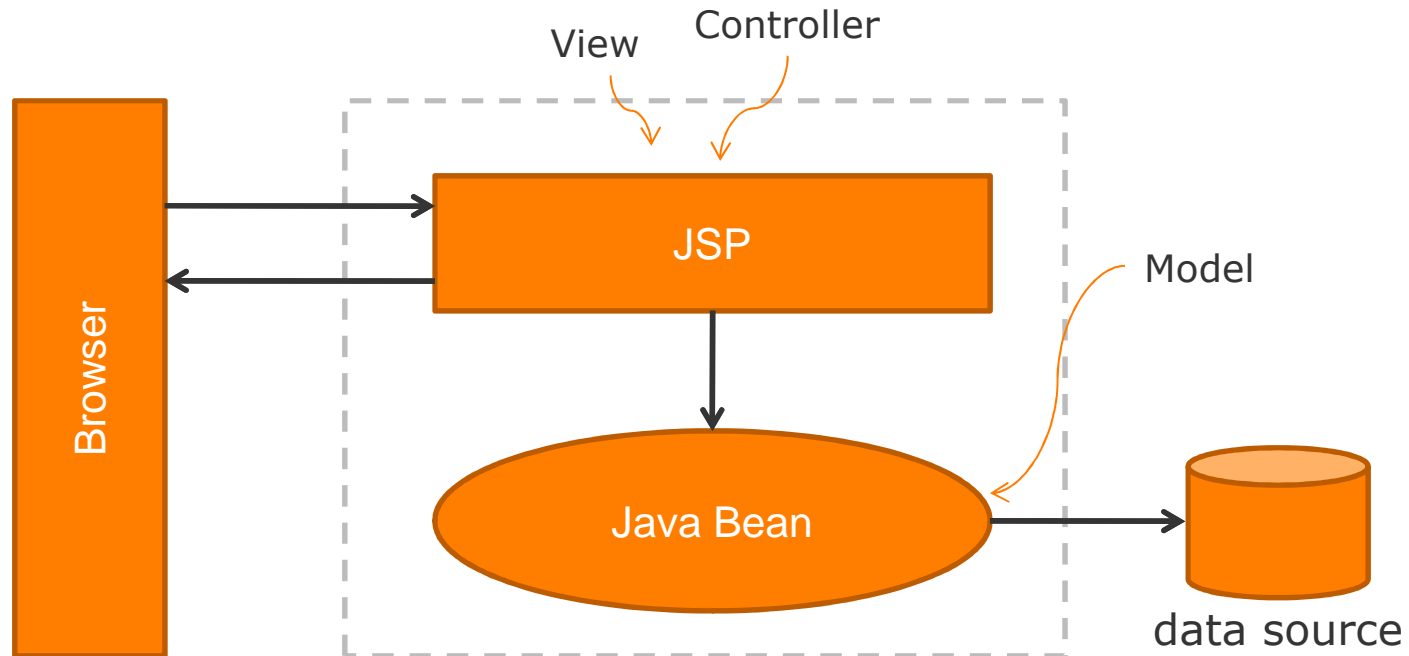 View
Controller
JSP
Model
Browser
Java Bean
data source